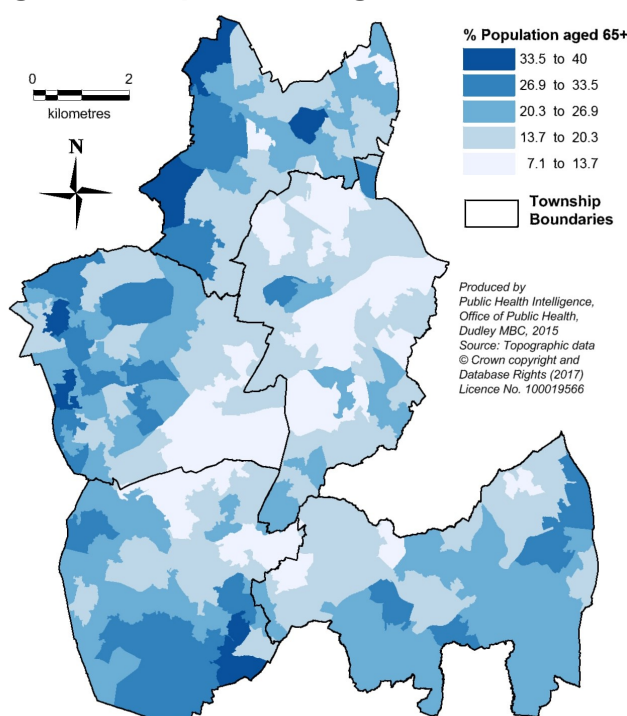 % Population aged 65+
33.5 to 40
26.9 to 33.5
20.3 to 26.9
13.7 to 20.3
7.1 to 13.7
Township
Boundaries
0 2
kilometres
N
Produced by
Public Health Intelligence,
Office of Public Health,
Dudley MBC, 2015
Source: Topographic data
© Crown copyright and
Database Rights (2017)
Licence No. 100019566